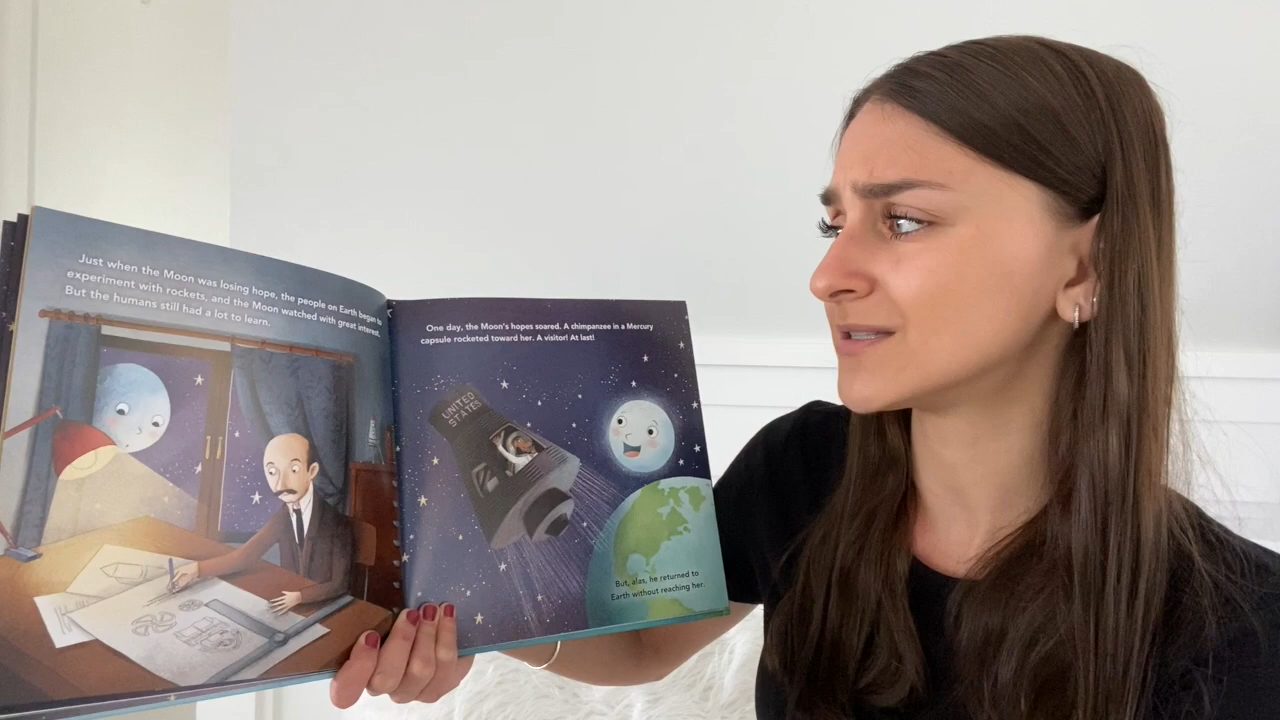 Just when the Moon was losing hope, the people on Earth began to
experiment with rockets, and the Moon watched with great interest.
But the humans still had a lot to learn.
One day, the Moon's hopes soared. A chimpanzee in a Mercury
capsule rocketed toward her. A visitor! At last!
UNITED
STATES
But, alas, he returned to
Earth without reaching her.